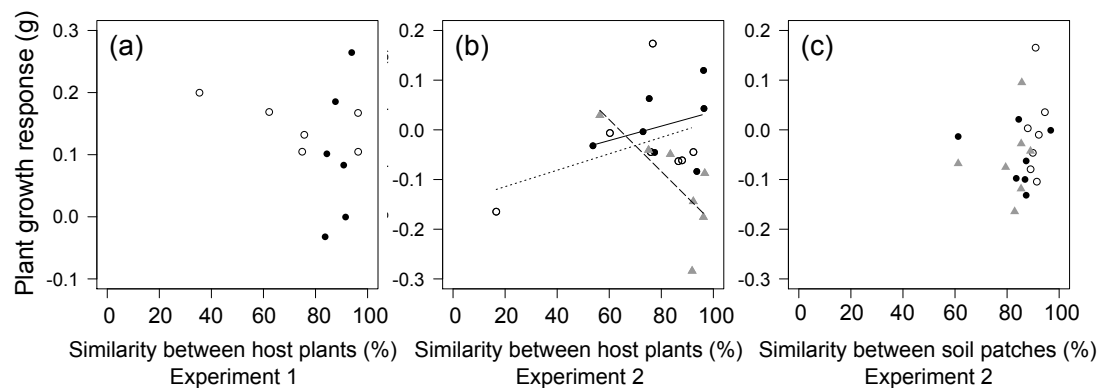 Plant growth response (g)
(a)
0.3
0.2
0.1
0.0
-0.1
0 20 40 60 80 100
Similarity between host plants (%)
Experiment 1
(b)
0.2
0.1
0.0
-0.1
-0.2
-0.3
0 20 40 60 80 100
Similarity between host plants (%)
Experiment 2
(c)
0.2
0.1
0.0
-0.1
-0.2
-0.3
0 20 40 60 80 100
Similarity between soil patches (%)
Experiment 2